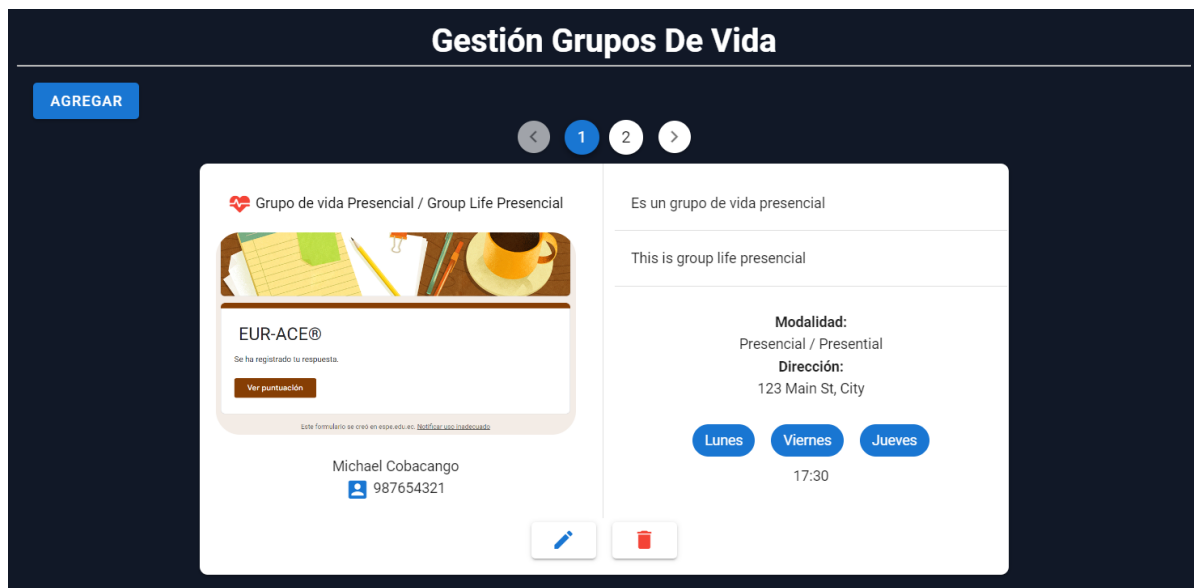 Gestión Grupos De Vida
AGREGAR
1 2
Grupo de vida Presencial / Group Life Presencial
EUR-ACE®
Se ha registrado tu respuesta.
Ver puntuación
Este formulario se creó en espe.edu.ec. Notificar uso inadecuado
Michael Cobacango
987654321
Es un grupo de vida presencial
This is group life presencial
Modalidad:
Presencial / Presential
Dirección:
123 Main St, City
Lunes Viernes Jueves
17:30